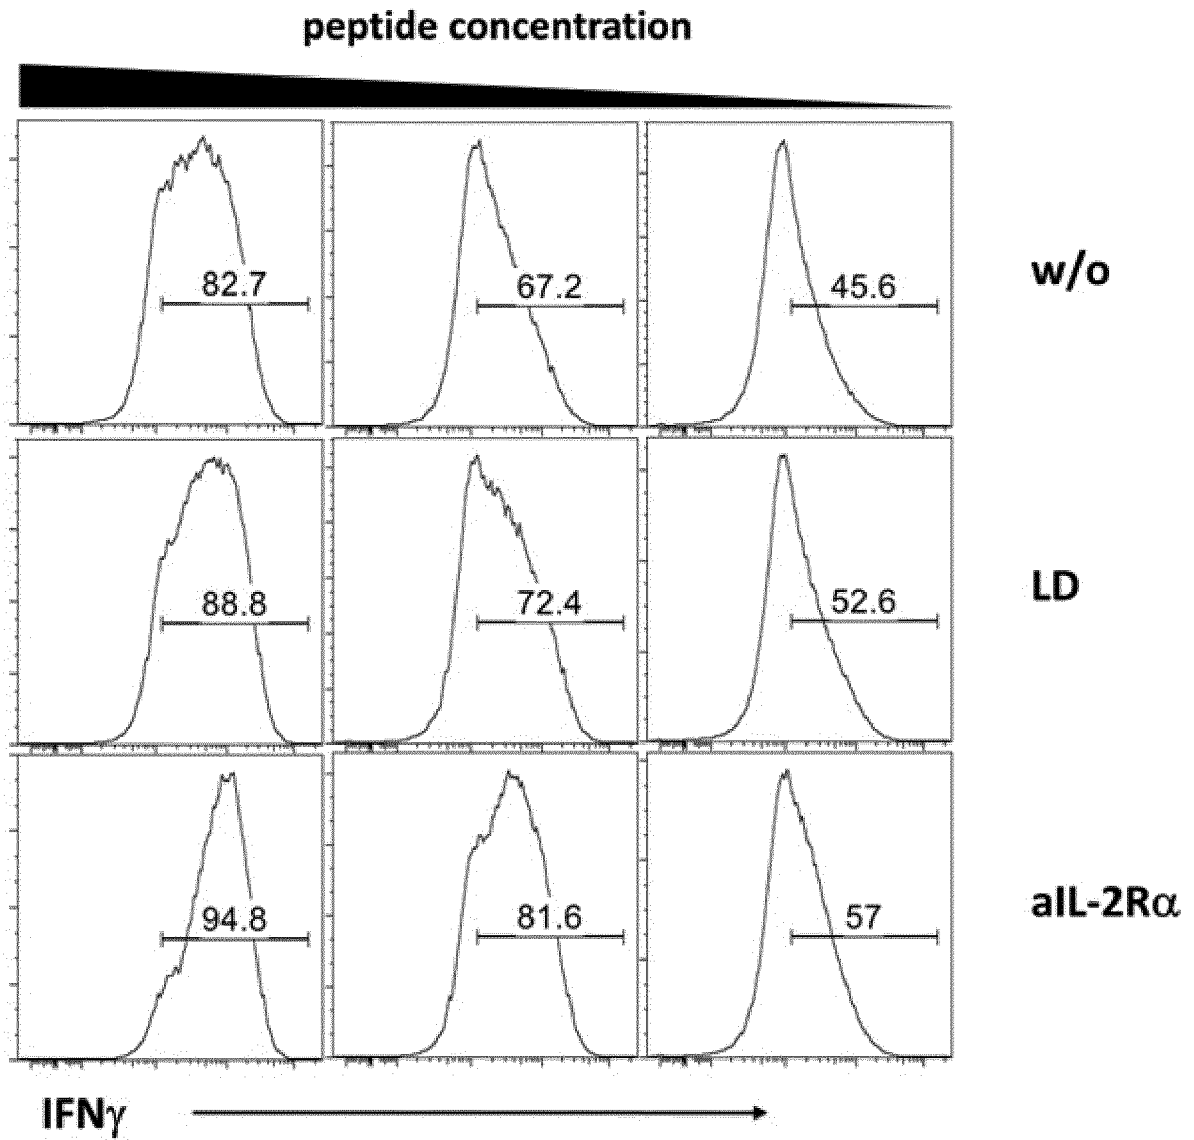 peptide concentration
82.7
67.2
45.6
w/o
88.8
72.4
52.6
LD
94.8
81.6
57
aIL-2Rα
IFNγ